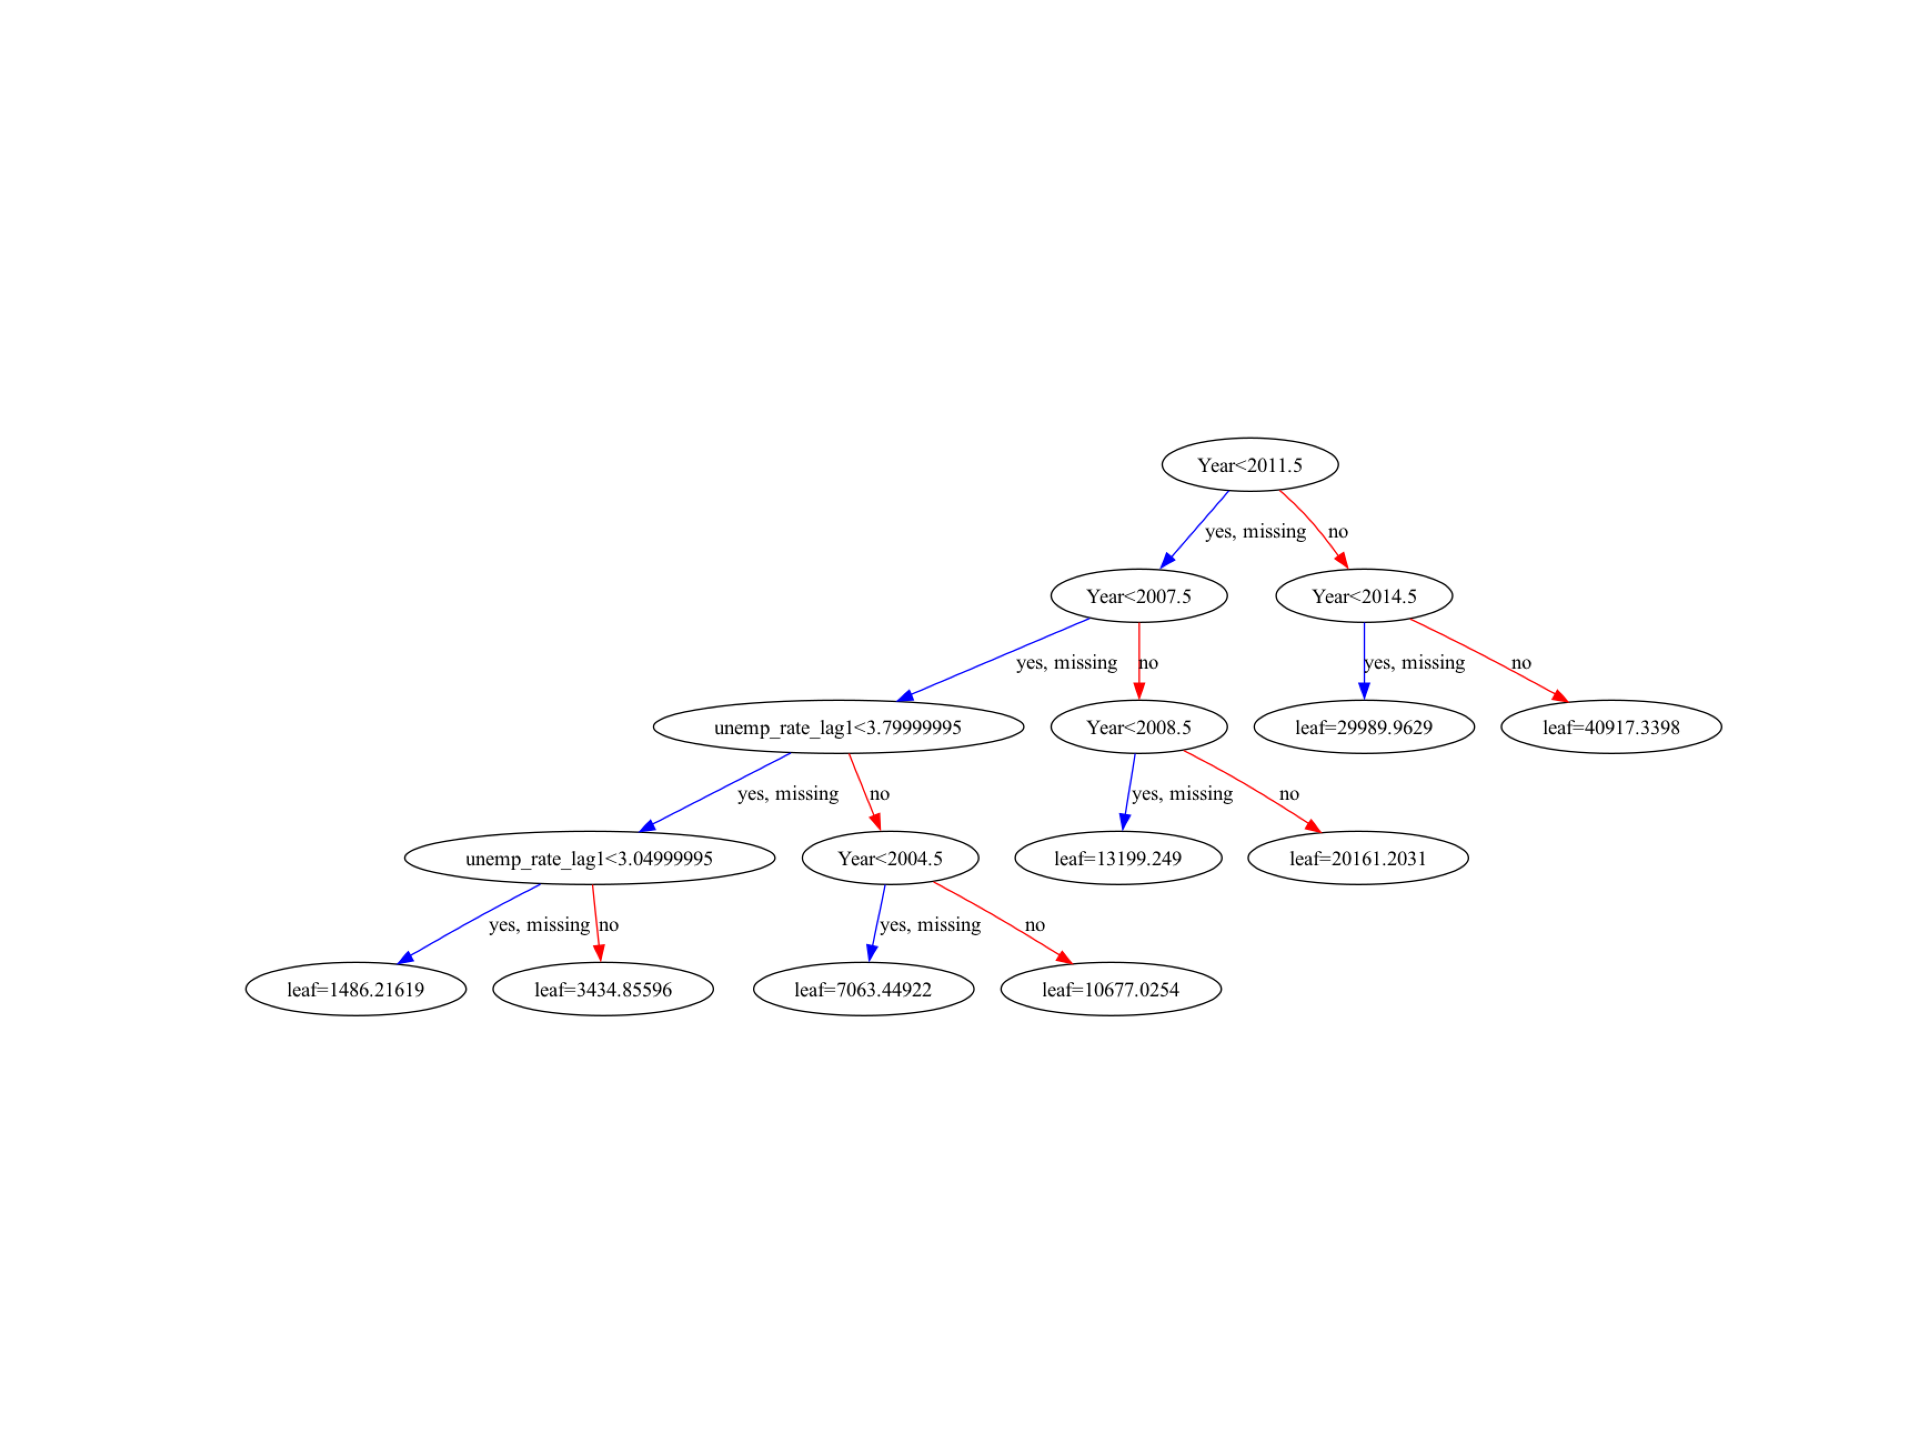 Year<2011.5
yes, missing
no
Year<2007.5
Year<2014.5
yes, missing
no
yes, missing
no
unemp_rate_lag1<3.79999995
Year<2008.5
leaf=29989.9629
leaf=40917.3398
yes, missing
no
yes, missing
no
unemp_rate_lag1<3.04999995
Year<2004.5
leaf=13199.249
leaf=20161.2031
yes, missing
no
yes, missing
no
leaf=1486.21619
leaf=3434.85596
leaf=7063.44922
leaf=10677.0254